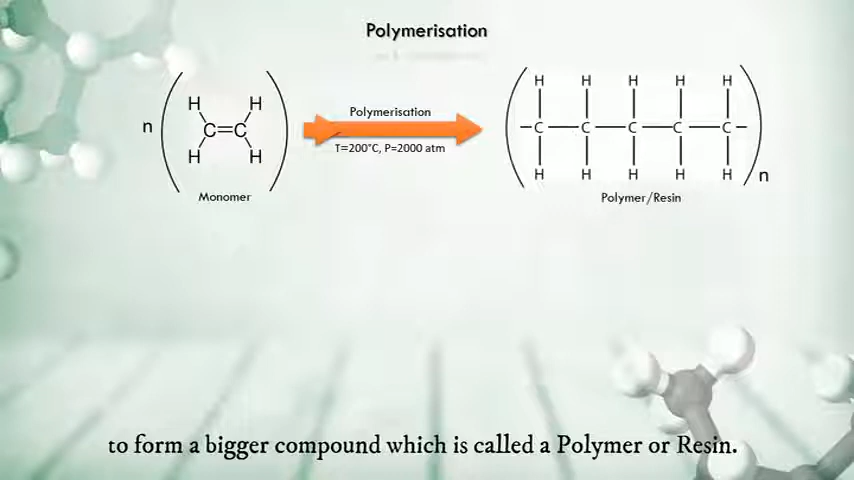 Polymerisation
n
H H
C=C
H H
Monomer
Polymerisation
T=200°C, P=2000 atm
H H H H H
-C-C-C-C-C-
H H H H H
n
Polymer/Resin
to form a bigger compound which is called a Polymer or Resin.